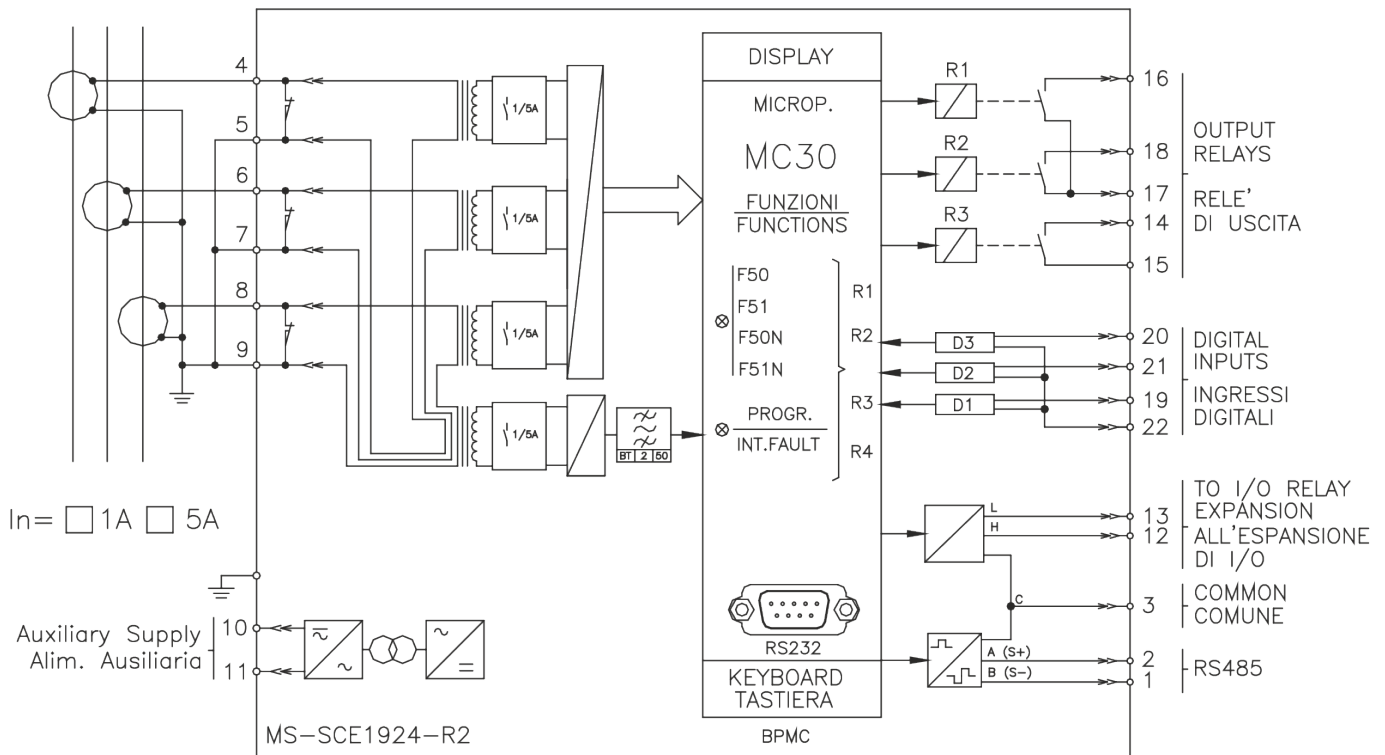 4
5
6
7
8
9
In= 1A 5A
Auxiliary Supply
Alim. Ausiliaria
10
11
MS-SCE1924-R2
1/5A
1/5A
1/5A
1/5A
BT 2 50
DISPLAY
MICROP.
MC30
FUNZIONI
FUNCTIONS
F50
F51
F50N
F51N
PROGR.
INT.FAULT
R1
R2
R3
R4
RS232
KEYBOARD
TASTIERA
BPMC
R1
R2
R3
16
18
17
14
15
OUTPUT
RELAYS
RELE'
DI USCITA
D3
D2
D1
20
21
19
22
DIGITAL
INPUTS
INGRESSI
DIGITALI
L
H
13
12
TO I/O RELAY
EXPANSION
ALL'ESPANSIONE
DI I/O
C
3
COMMON
COMUNE
A (S+)
B (S-)
2
1
RS485